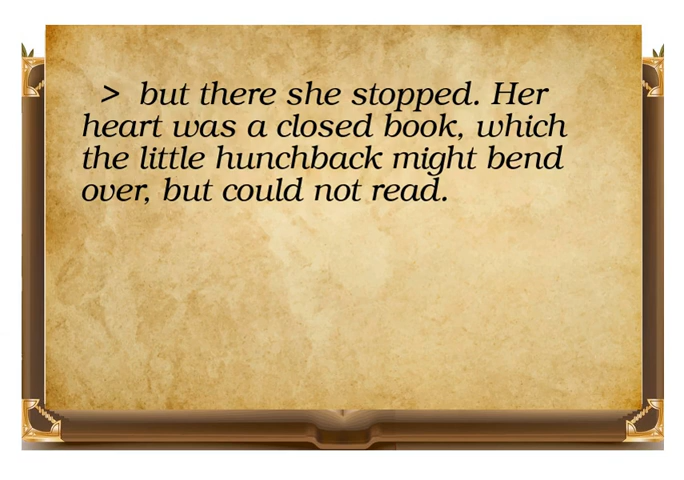 > but there she stopped. Her
heart was a closed book, which
the little hunchback might bend
over, but could not read.